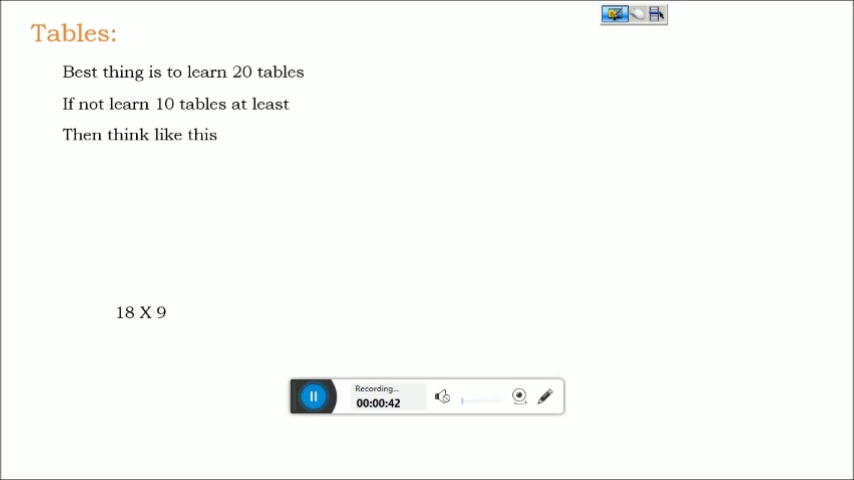 Tables:
Best thing is to learn 20 tables
If not learn 10 tables at least
Then think like this
18 X 9
Recording...
00:00:42